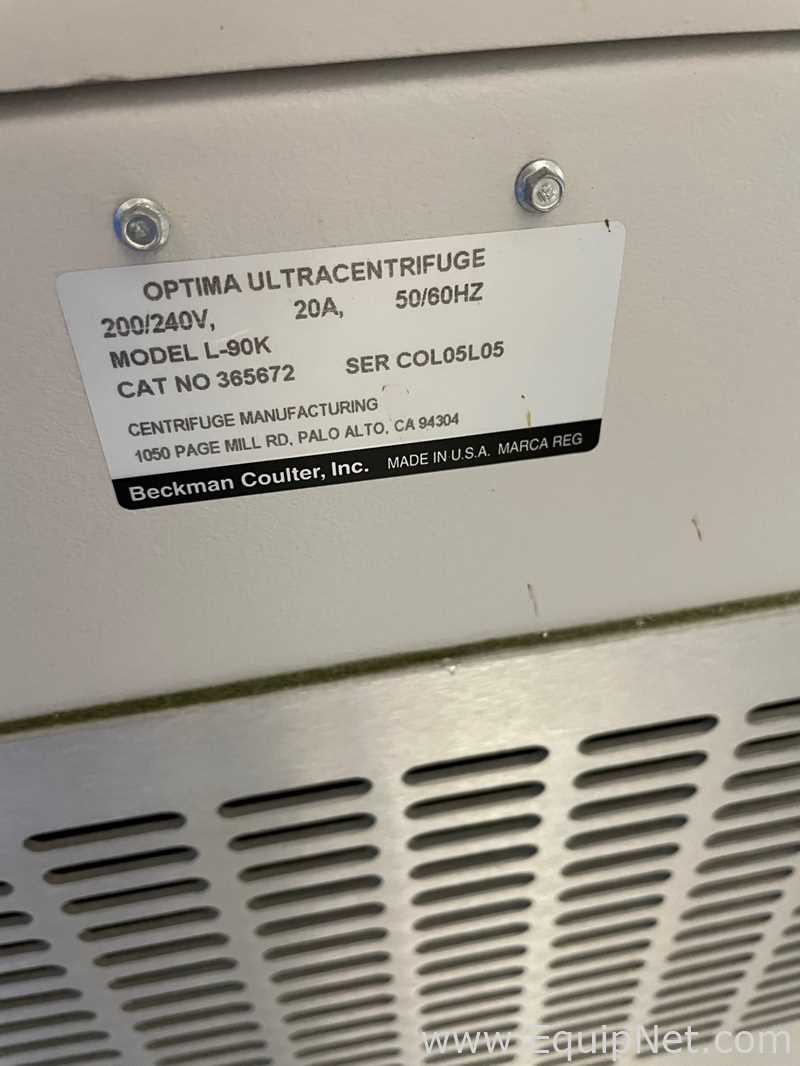 OPTIMA ULTRACENTRIFUGE
200/240V, 20A, 50/60HZ
MODEL L-90K
CAT NO 365672 SER COL05L05
CENTRIFUGE MANUFACTURING
1050 PAGE MILL RD, PALO ALTO, CA 94304
Beckman Coulter, Inc. MADE IN U.S.A. MARCA REG
www.EquipNet.com